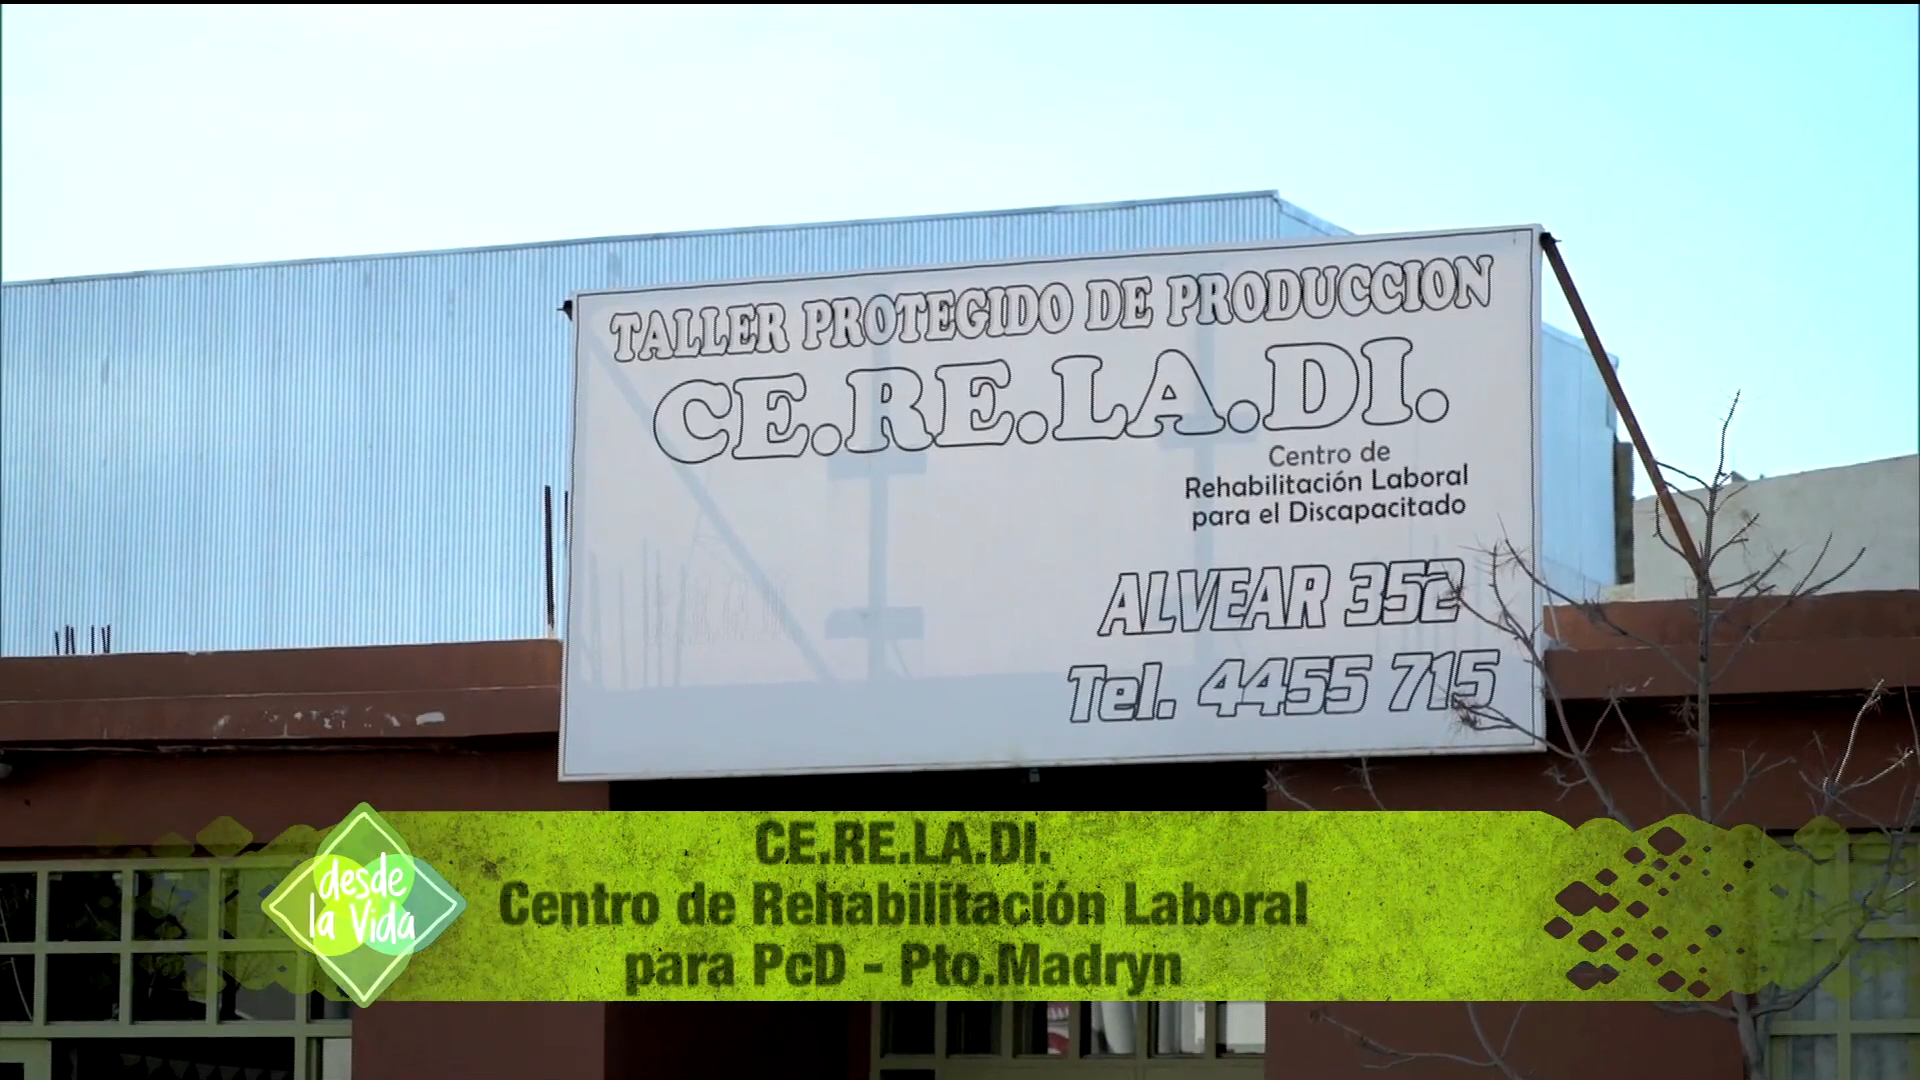 TALLER PROTEGIDO DE PRODUCCION
CE.RE.LA.DI.
Centro de
Rehabilitación Laboral
para el Discapacitado
ALVEAR 352
Tel. 4455 715
desde
la Vida
CE.RE.LA.DI.
Centro de Rehabilitación Laboral
para PcD - Pto.Madryn